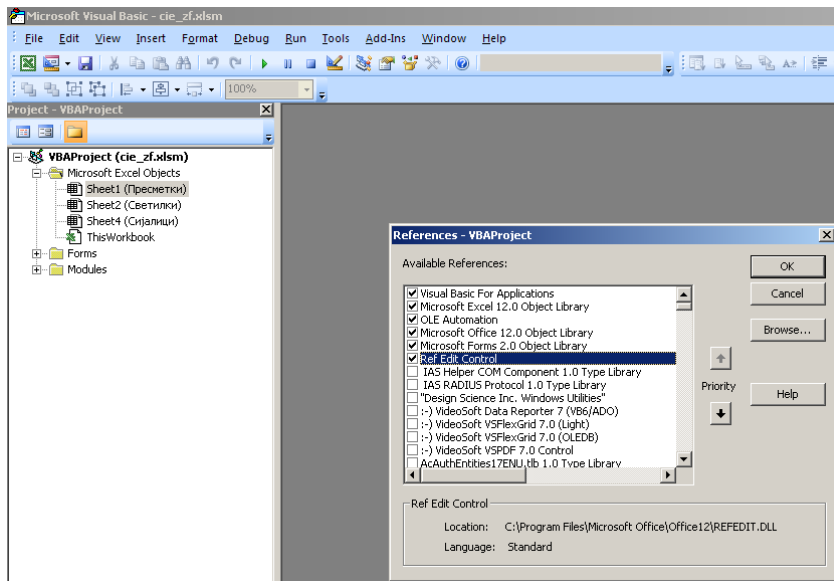 Microsoft Visual Basic - cie_zf.xlsm
File Edit View Insert Format Debug Run Tools Add-Ins Window Help
100%
Project - VBAProject
VBAProject (cie_zf.xlsm)
Microsoft Excel Objects
Sheet1 (Пресметки)
Sheet2 (Светилки)
Sheet4 (Сијалици)
ThisWorkbook
Forms
Modules
References - VBAProject
Available References:
OK
Cancel
Browse...
Priority
Help
Visual Basic For Applications
Microsoft Excel 12.0 Object Library
OLE Automation
Microsoft Office 12.0 Object Library
Microsoft Forms 2.0 Object Library
Ref Edit Control
IAS Helper COM Component 1.0 Type Library
IAS RADIUS Protocol 1.0 Type Library
"Design Science Inc. Windows Utilities"
:-) VideoSoft Data Reporter 7 (VB6/ADO)
:-) VideoSoft VSFlexGrid 7.0 (Light)
:-) VideoSoft VSFlexGrid 7.0 (OLEDB)
:-) VideoSoft VSPDF 7.0 Control
AcAuthEntities17ENU.tlb 1.0 Type Library
Ref Edit Control
Location: C:\Program Files\Microsoft Office\Office12\REFEDIT.DLL
Language: Standard